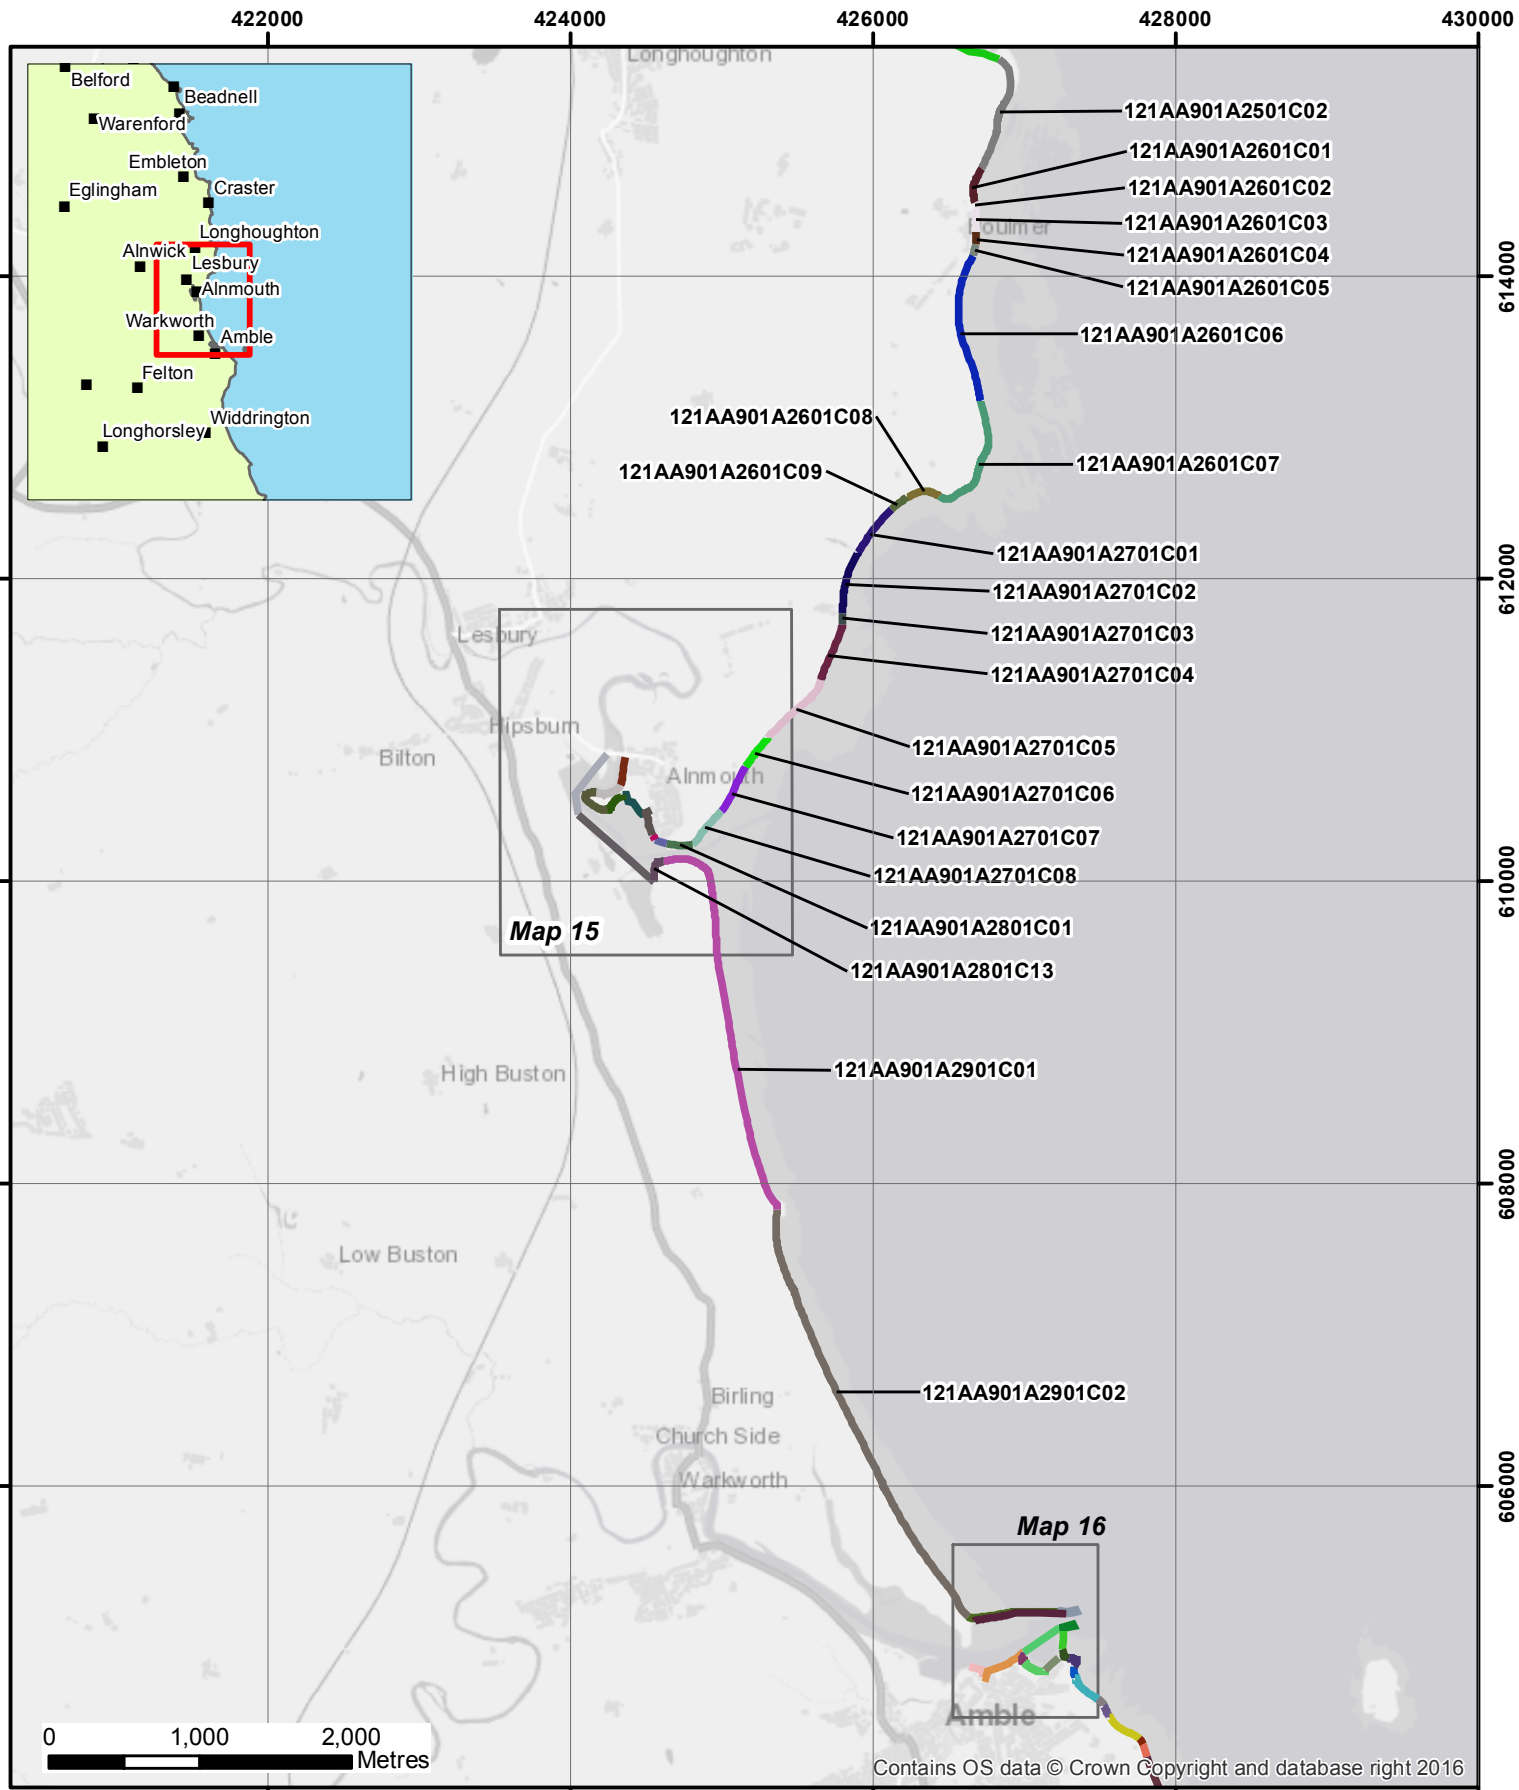 422000
424000
426000
428000
430000
Longhoughton
Belford
Beadnell
Warenford
Embleton
Eglingham
Craster
Longhoughton
Alnwick
Lesbury
Alnmouth
Warkworth
Amble
Felton
Widdrington
Longhorsley
121AA901A2501C02
121AA901A2601C01
121AA901A2601C02
121AA901A2601C03
Boulmer
121AA901A2601C04
614000
121AA901A2601C05
121AA901A2601C06
121AA901A2601C08
121AA901A2601C07
121AA901A2601C09
121AA901A2701C01
612000
121AA901A2701C02
121AA901A2701C03
Lesbury
121AA901A2701C04
Hipsburn
121AA901A2701C05
Bilton
Alnmouth
121AA901A2701C06
121AA901A2701C07
121AA901A2701C08
610000
121AA901A2801C01
Map 15
121AA901A2801C13
121AA901A2901C01
High Buston
608000
Low Buston
121AA901A2901C02
Birling
Church Side
Warkworth
606000
Map 16
Amble
0 1,000 2,000
Metres
Contains OS data © Crown Copyright and database right 2016